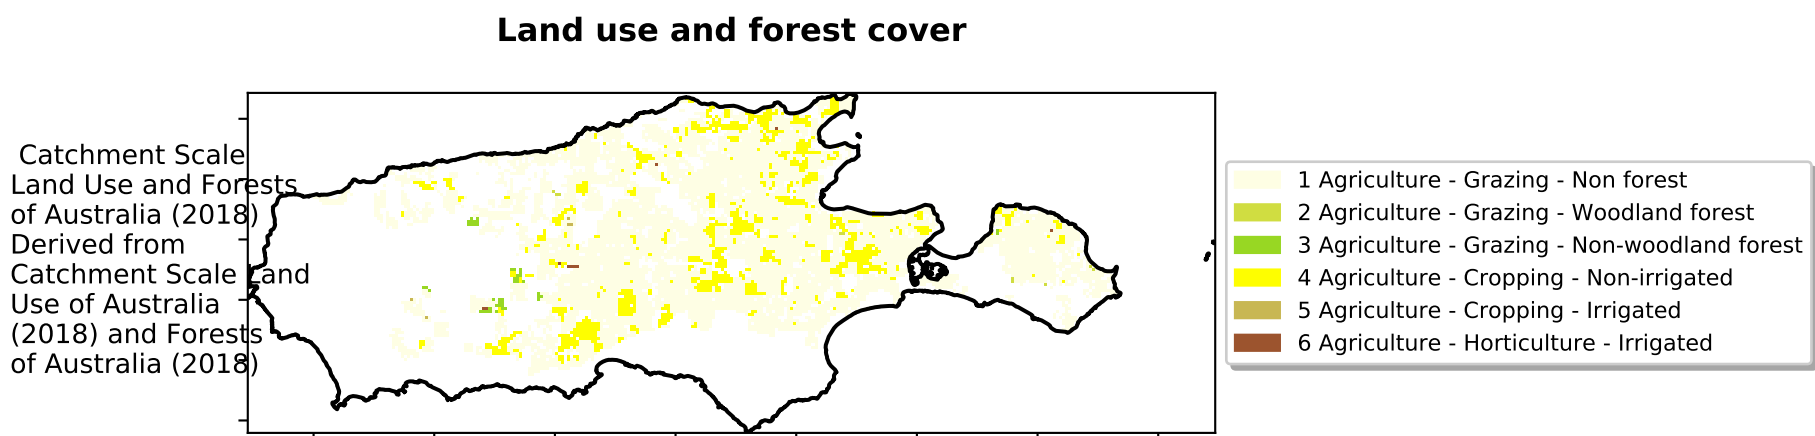 Land use and forest cover
Catchment Scale
Land Use and Forests
of Australia (2018)
Derived from
Catchment Scale Land
Use of Australia
(2018) and Forests
of Australia (2018)
1 Agriculture - Grazing - Non forest
2 Agriculture - Grazing - Woodland forest
3 Agriculture - Grazing - Non-woodland forest
4 Agriculture - Cropping - Non-irrigated
5 Agriculture - Cropping - Irrigated
6 Agriculture - Horticulture - Irrigated